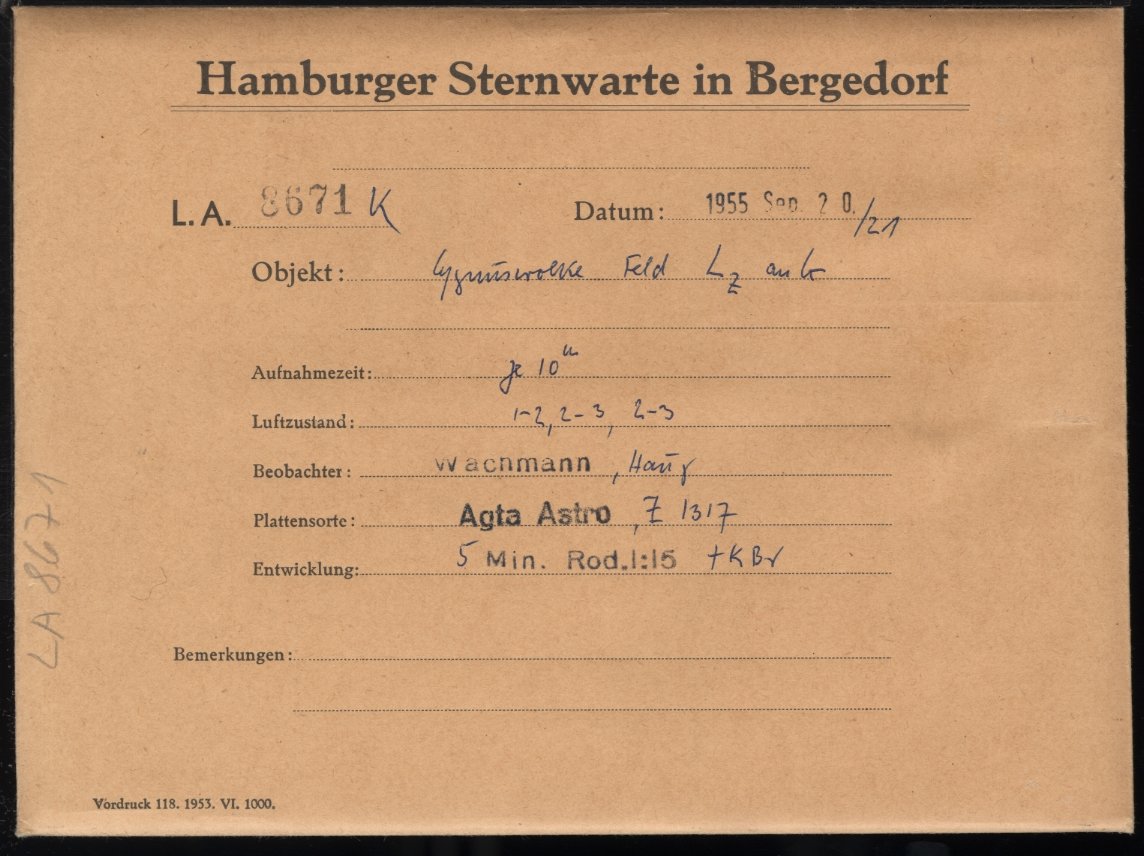 Hamburger Sternwarte in Bergedorf
L. A. 8671 K
Datum: 1955 Sep. 20./21
Objekt: Cygnuswolke Feld L
Aufnahmezeit: je 10ᵐ
Luftzustand: 1-2, 2-3, 2-3
Beobachter: Wachmann, Haug
Plattensorte: Agfa Astro, Z 1317
Entwicklung: 5 Min. Rod. 1:15 + KBr
Bemerkungen:
Vordruck 118. 1953. VI. 1000.
LA 8671